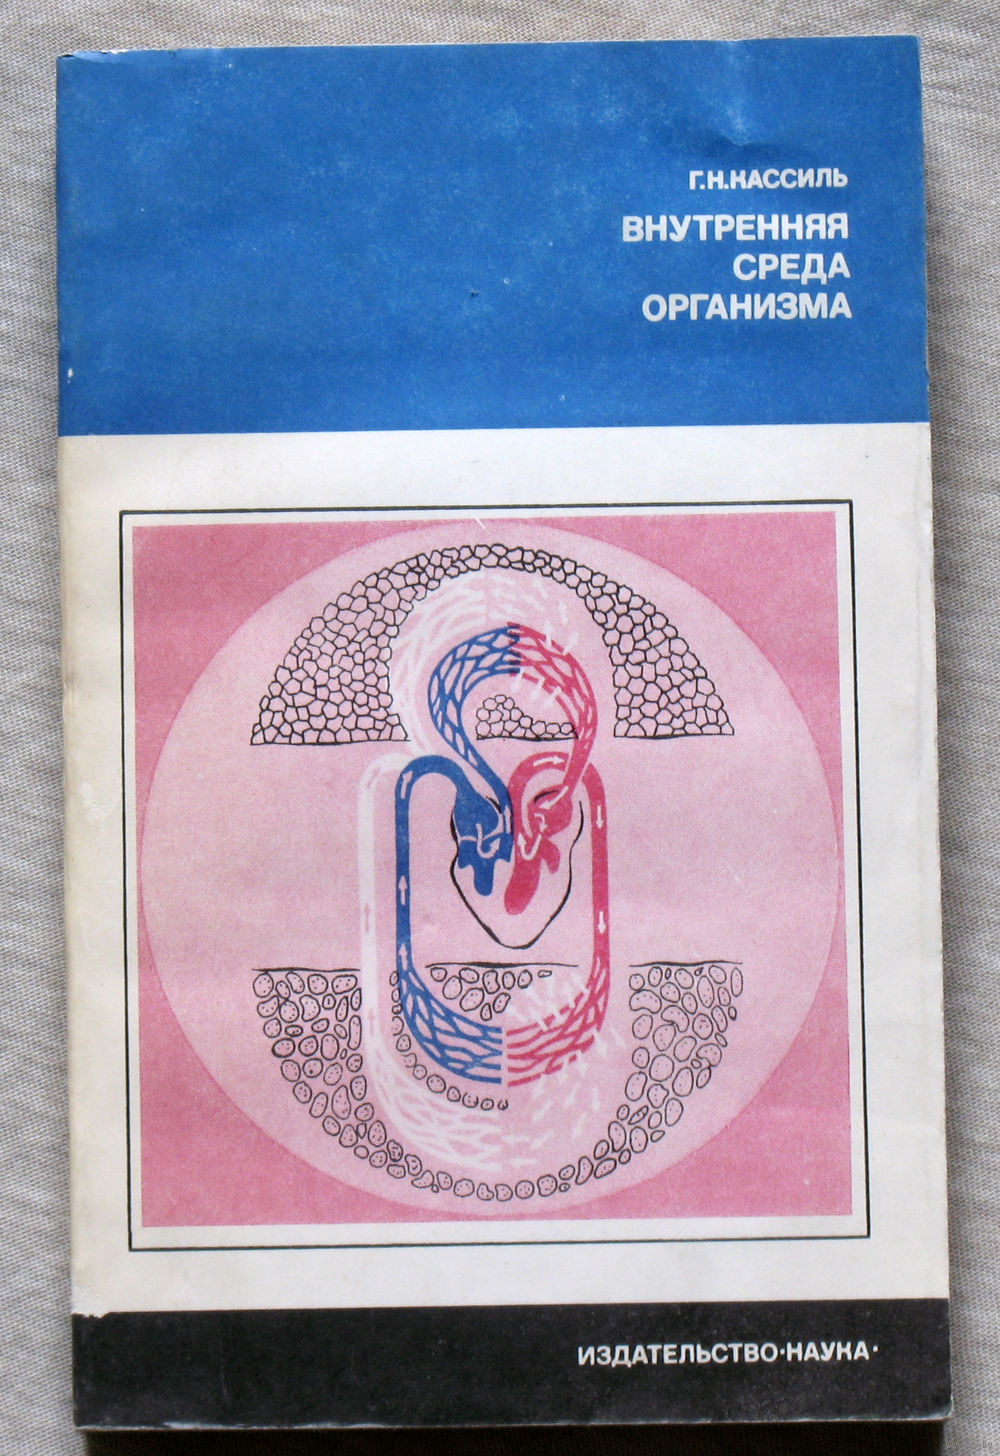 Г.Н.КАССИЛЬ
ВНУТРЕННЯЯ
СРЕДА
ОРГАНИЗМА
ИЗДАТЕЛЬСТВО·НАУКА·